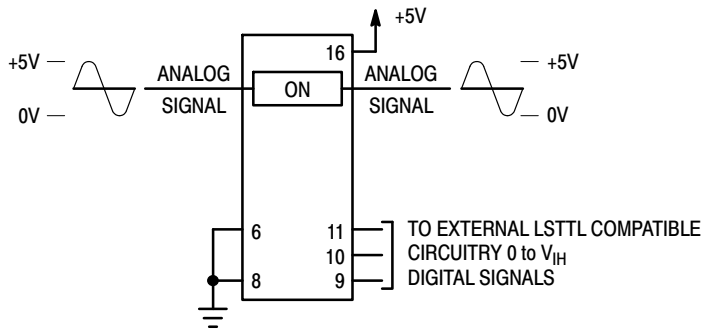 +5V
16
+5V
ANALOG
SIGNAL
ON
ANALOG
SIGNAL
+5V
0V
0V
6
11
TO EXTERNAL LSTTL COMPATIBLE
10
CIRCUITRY 0 to VIH
8
9
DIGITAL SIGNALS